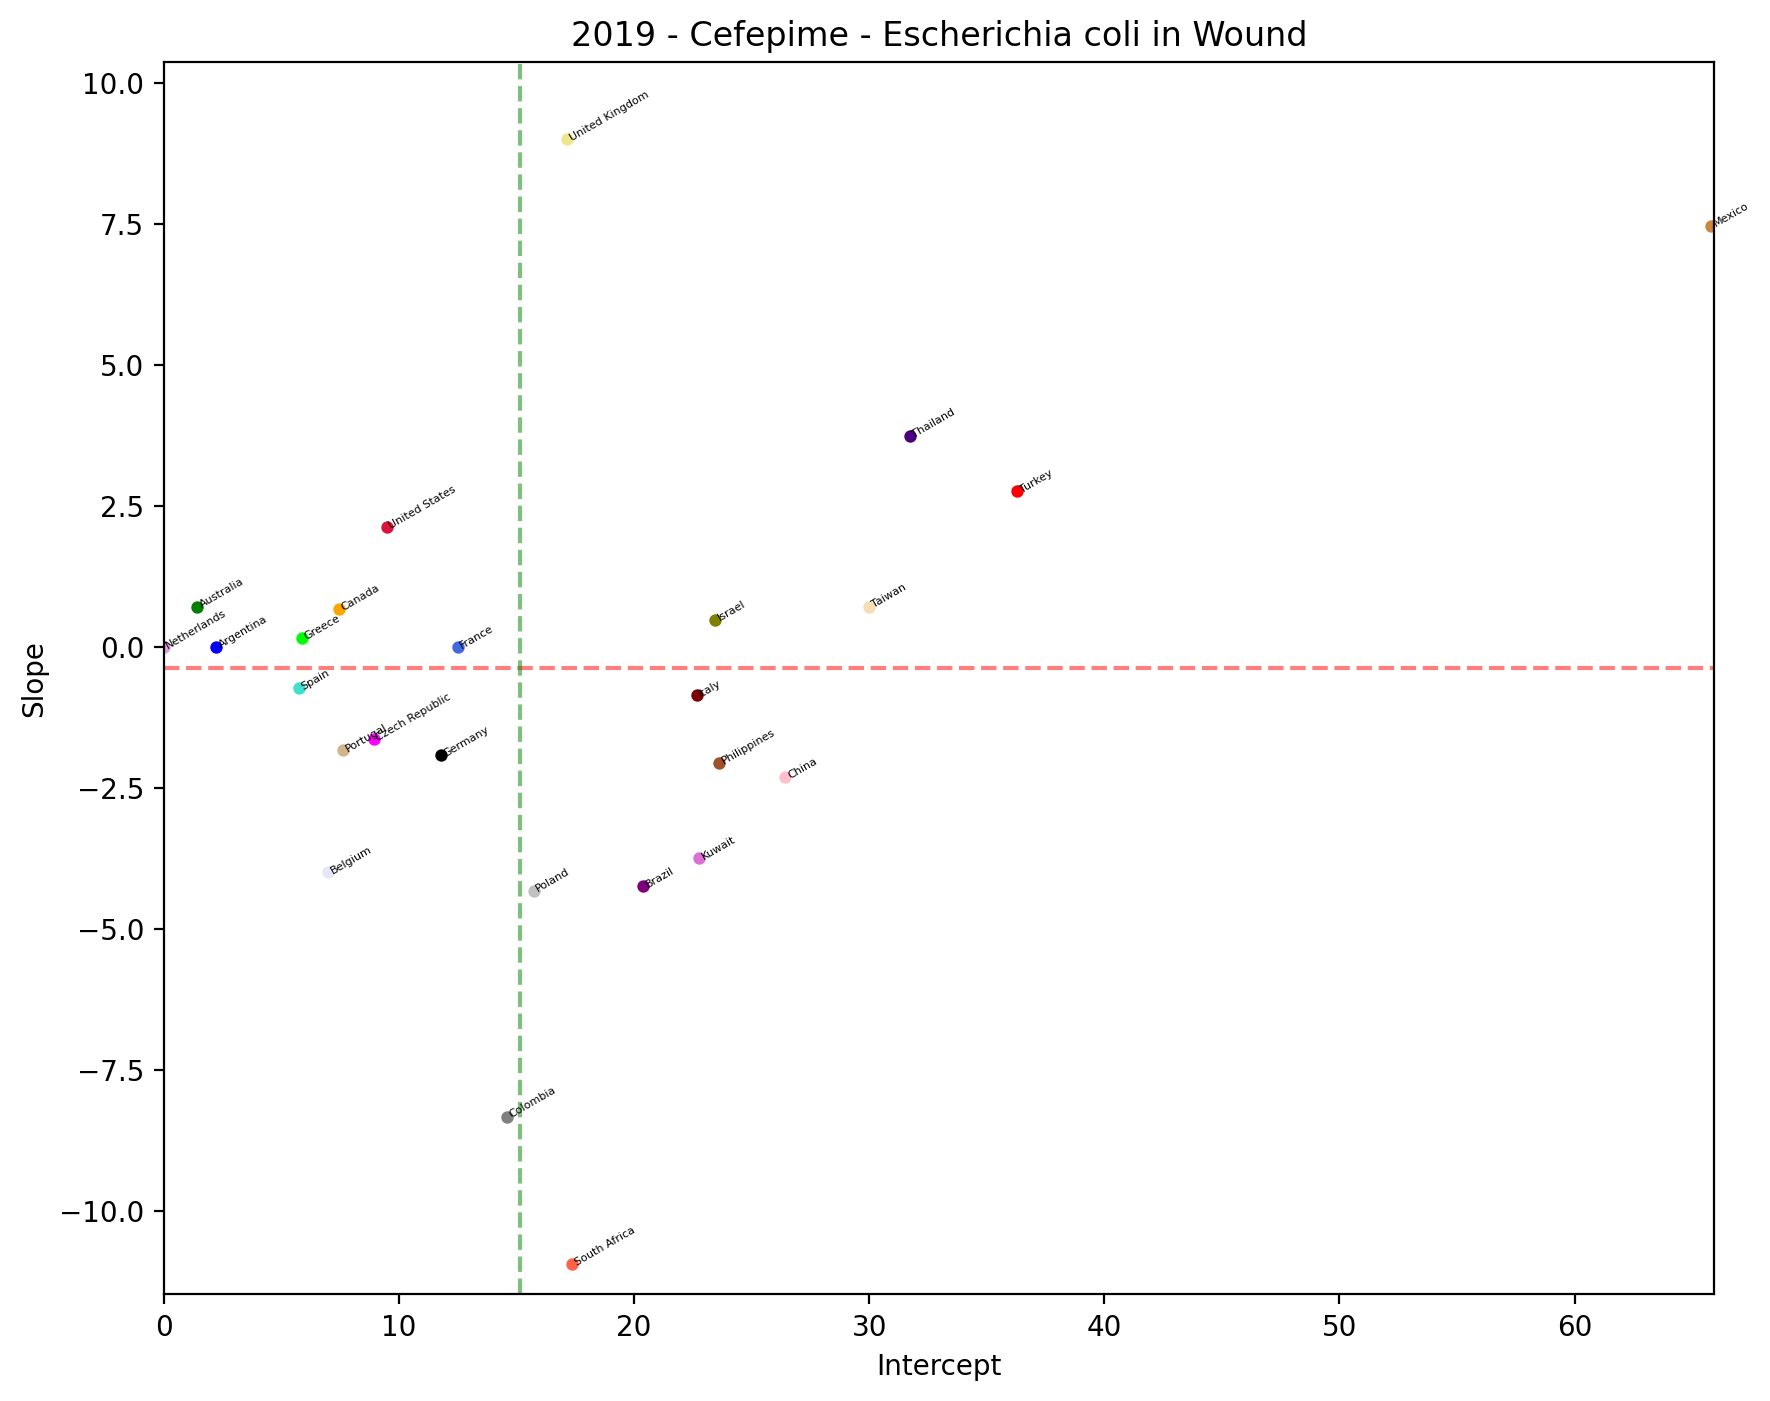 2019 - Cefepime - Escherichia coli in Wound
10.0
United Kingdom
7.5
Mexico
5.0
Thailand
Turkey
2.5
United States
Australia
Canada
Taiwan
Israel
Netherlands
Argentina
Greece
France
0.0
Slope
Spain
Italy
Portugal
Czech Republic
Germany
Philippines
China
−2.5
Kuwait
Belgium
Poland
Brazil
−5.0
−7.5
Colombia
−10.0
South Africa
0 10 20 30 40 50 60
Intercept